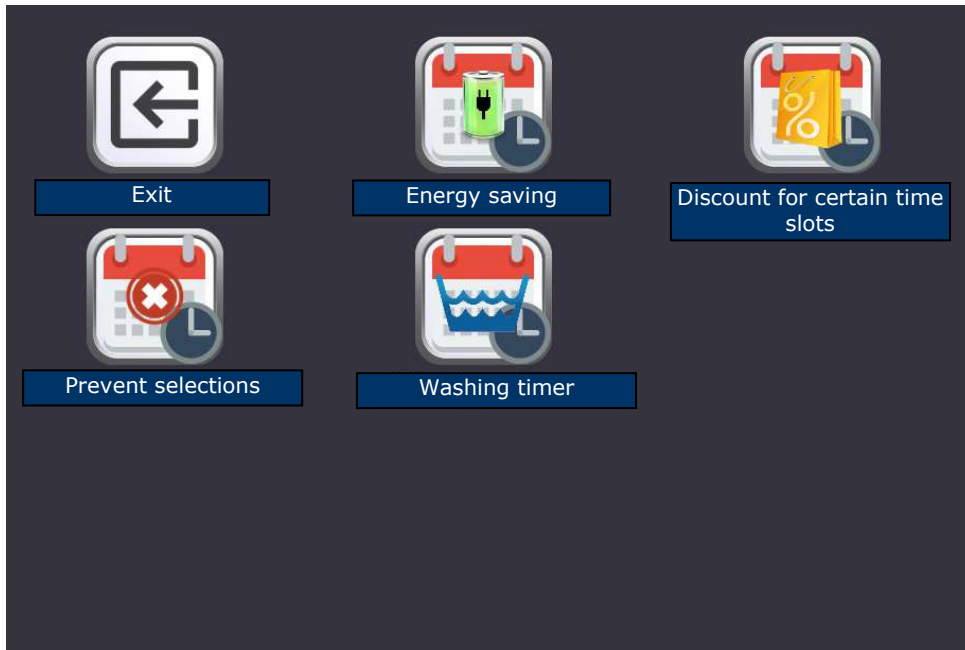 Exit
Energy saving
Discount for certain time
slots
Prevent selections
Washing timer